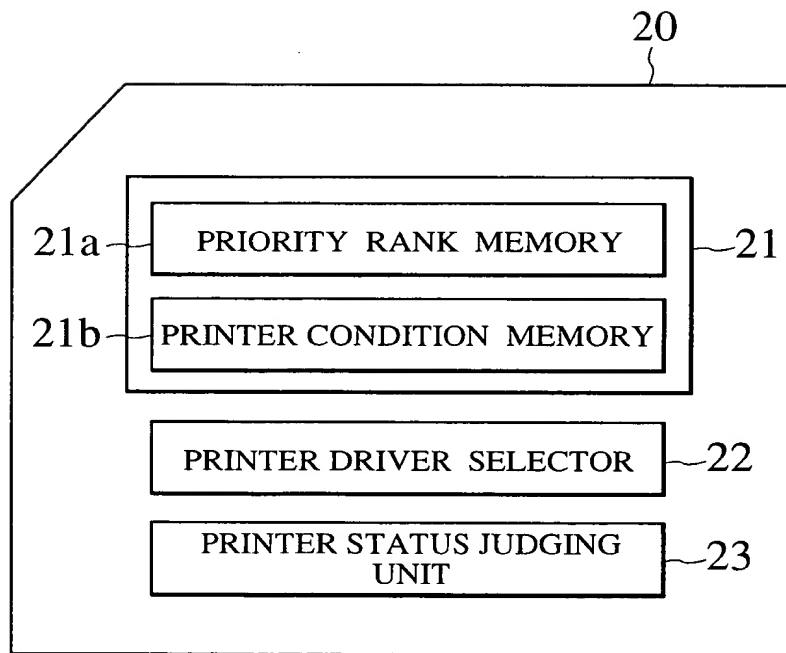 20
21a PRIORITY RANK MEMORY 21
21b PRINTER CONDITION MEMORY
PRINTER DRIVER SELECTOR 22
PRINTER STATUS JUDGING
UNIT 23